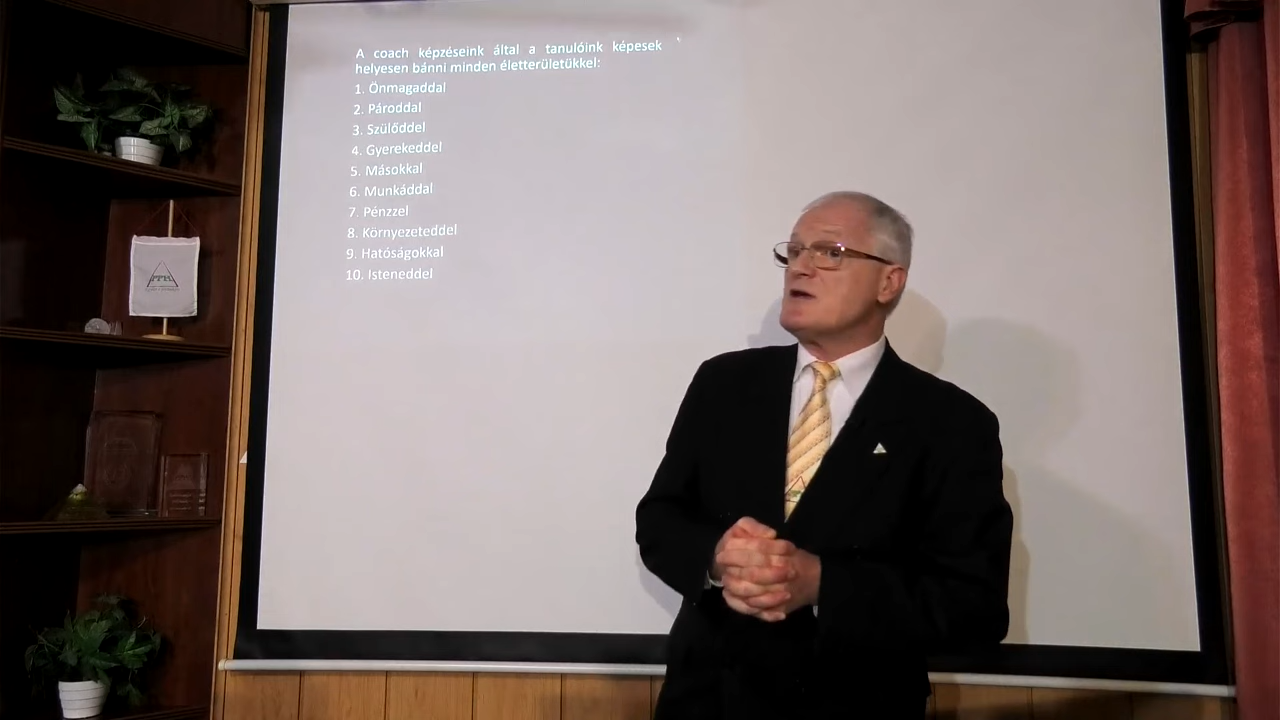 A coach képzéseink által a tanulóink képesek
helyesen bánni minden életterületükkel:
1. Önmagaddal
2. Pároddal
3. Szülőddel
4. Gyerekeddel
5. Másokkal
6. Munkáddal
7. Pénzzel
8. Környezeteddel
9. Hatóságokkal
10. Isteneddel